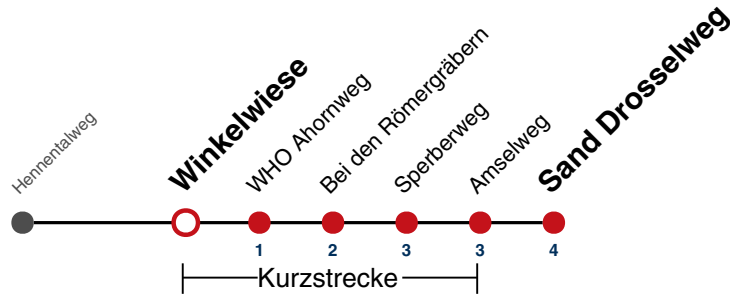 Hennentalweg
Winkelwiese
WHO Ahornweg
Bei den Römergräbern
Sperberweg
Amselweg
Sand Drosselweg
1 2 3 3 4
Kurzstrecke